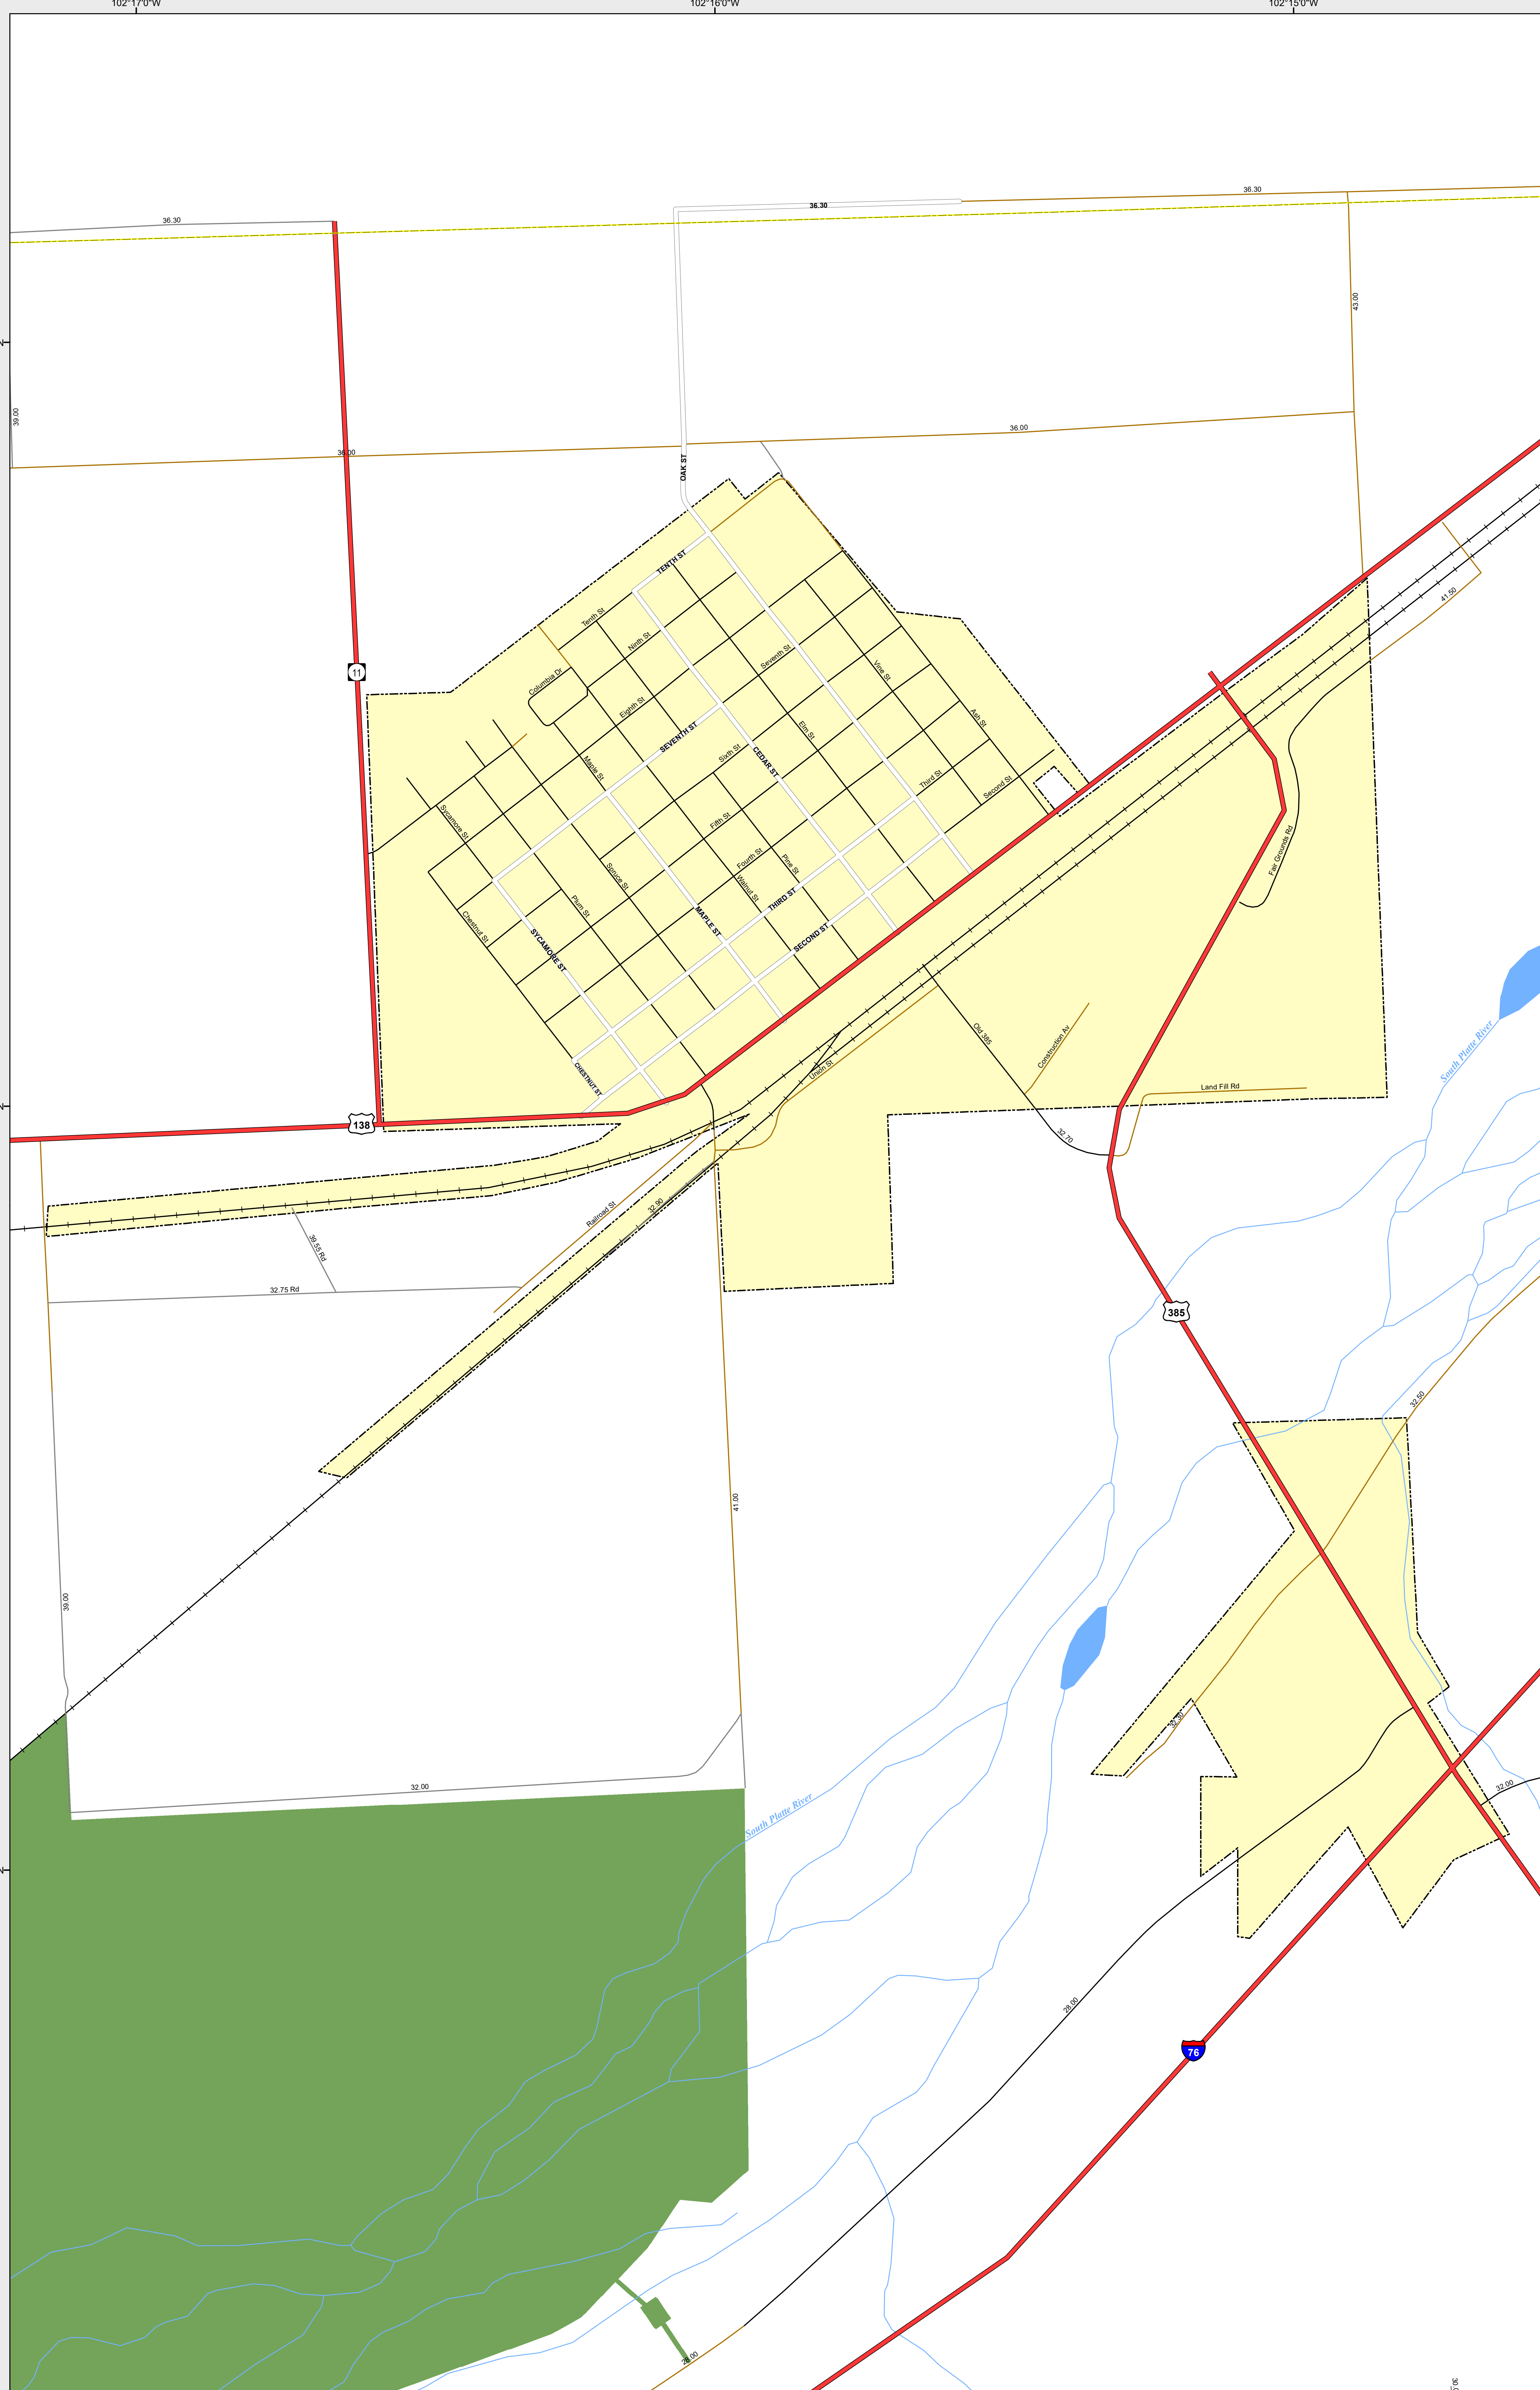 102°17'0"W
102°16'0"W
102°15'0"W
36.30
36.30
36.30
43.00
39.00
36.00
36.00
OAK ST
TENTH ST
41.50
Tenth St
Ninth St
Seventh St
Vine St
11
Columbia Dr
Eighth St
Ash St
Elm St
SEVENTH ST
Sixth St
CEDAR ST
Maple St
Third St
Second St
Sycamore St
Fifth St
Fair Grounds Rd
Fourth St
Pine St
Spruce St
Walnut St
Plum St
THIRD ST
MAPLE ST
Chestnut St
SECOND ST
SYCAMORE ST
Old 385
Construction Av
South Platte River
Union St
CHESTNUT ST
Land Fill Rd
138
32.70
Railroad St
32.90
39.55 Rd
32.75 Rd
385
32.50
41.00
39.00
32.30
32.00
32.00
South Platte River
28.00
76
28.00